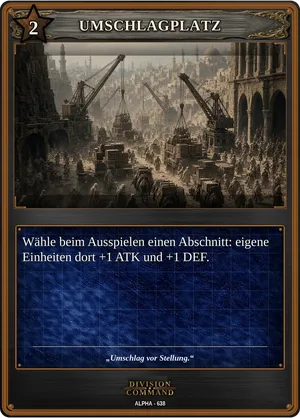 2
UMSCHLAGPLATZ
Wähle beim Ausspielen einen Abschnitt: eigene
Einheiten dort +1 ATK und +1 DEF.
„Umschlag vor Stellung.“
DIVISION
COMMAND
ALPHA - 638